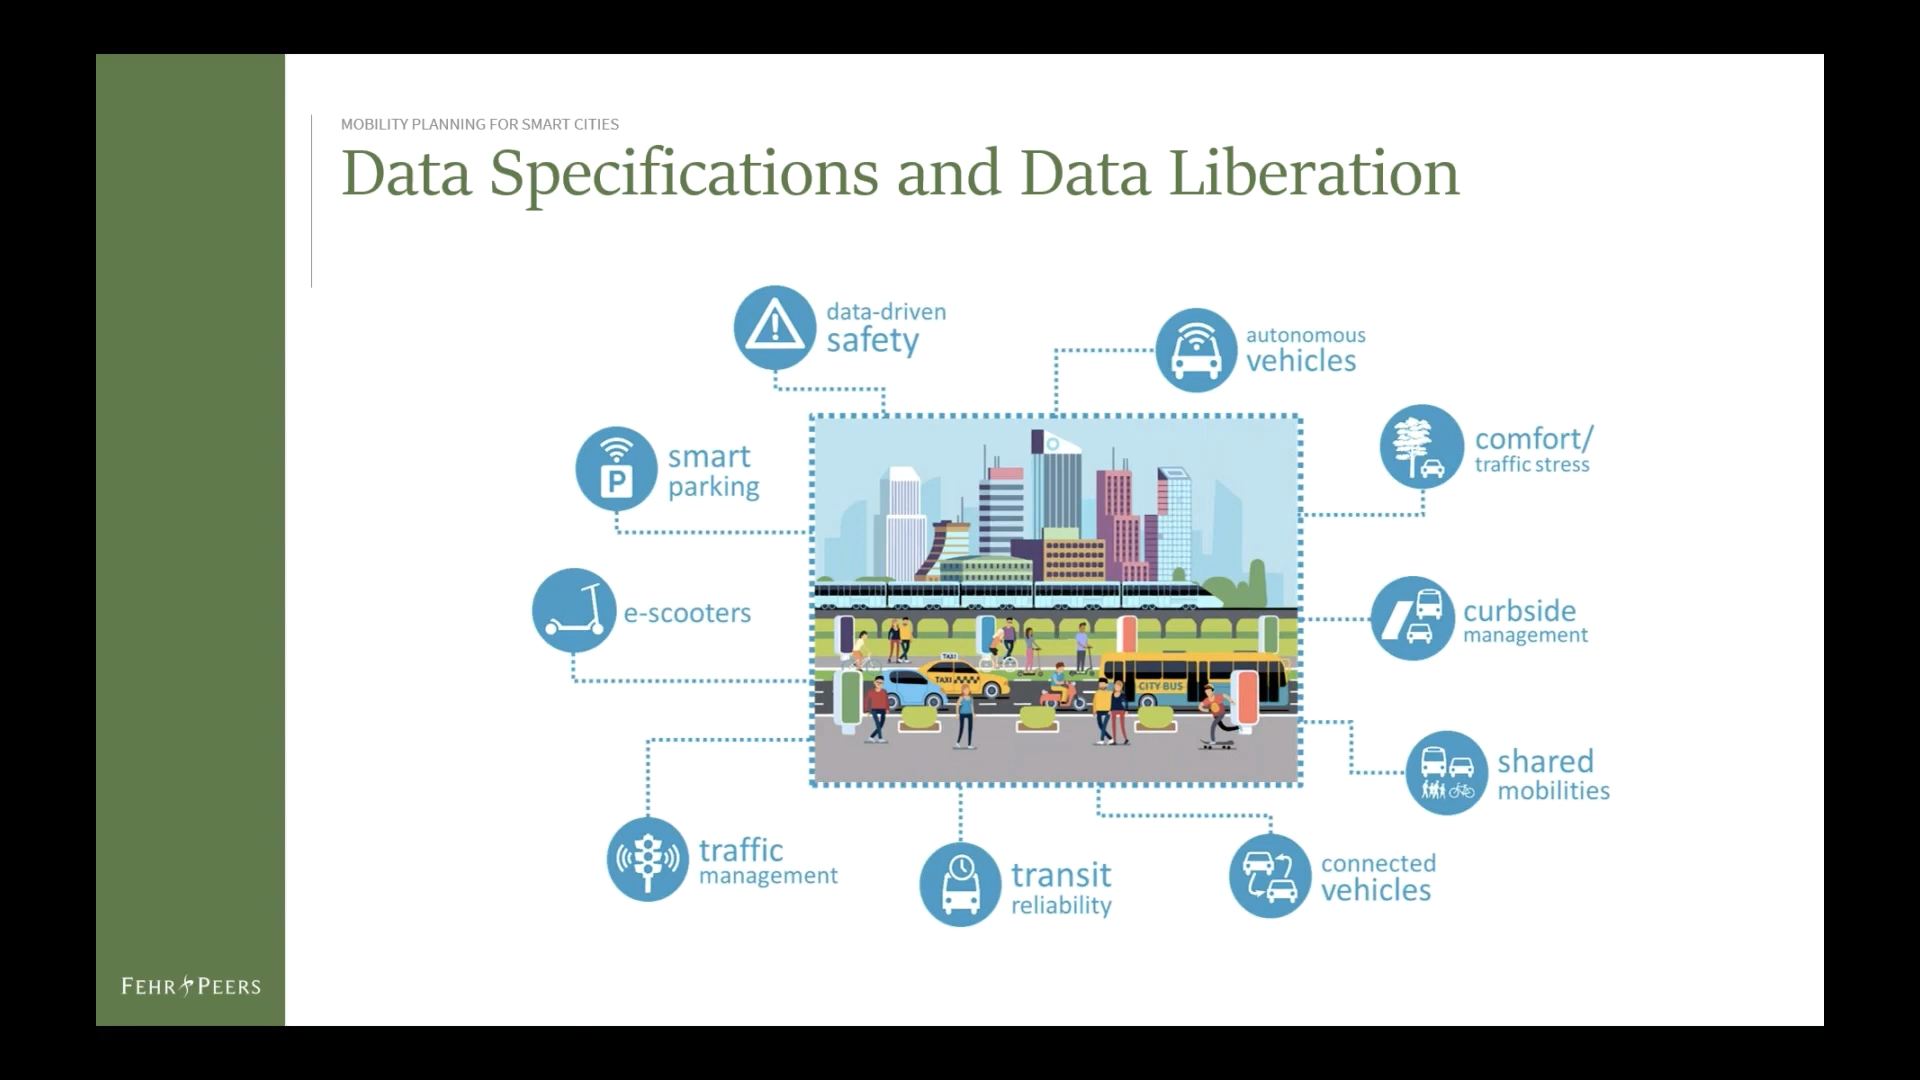 MOBILITY PLANNING FOR SMART CITIES
Data Specifications and Data Liberation
data-driven
safety
autonomous
vehicles
comfort/
traffic stress
smart
parking
P
e-scooters
curbside
management
TAXI
TAXI
CITY BUS
shared
mobilities
traffic
management
transit
reliability
connected
vehicles
FEHR PEERS